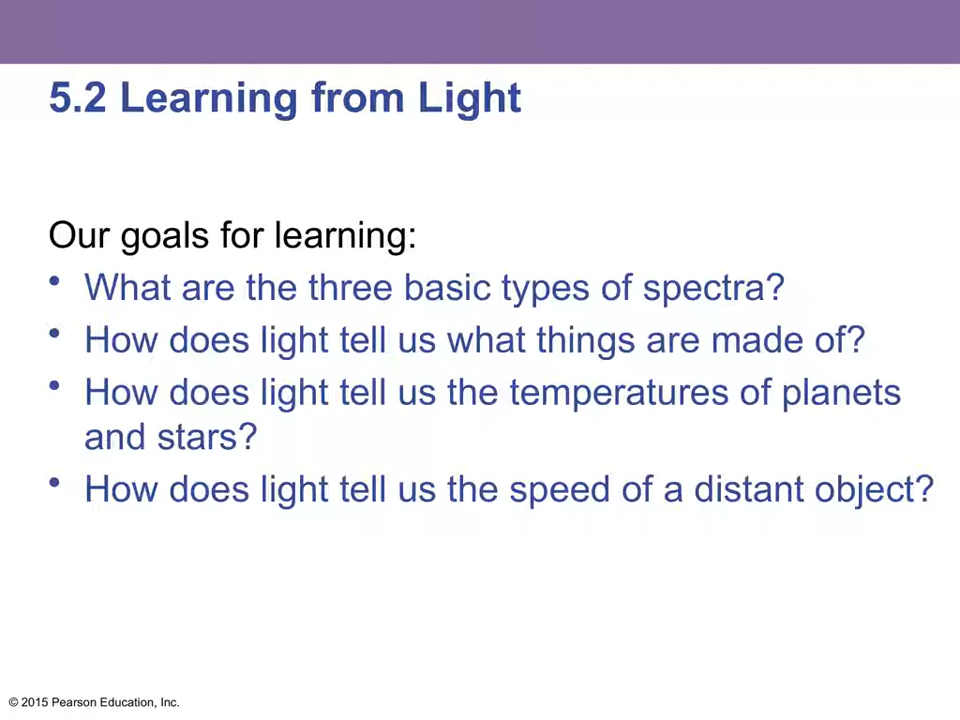 5.2 Learning from Light
Our goals for learning:
• What are the three basic types of spectra?
• How does light tell us what things are made of?
• How does light tell us the temperatures of planets
and stars?
• How does light tell us the speed of a distant object?
© 2015 Pearson Education, Inc.